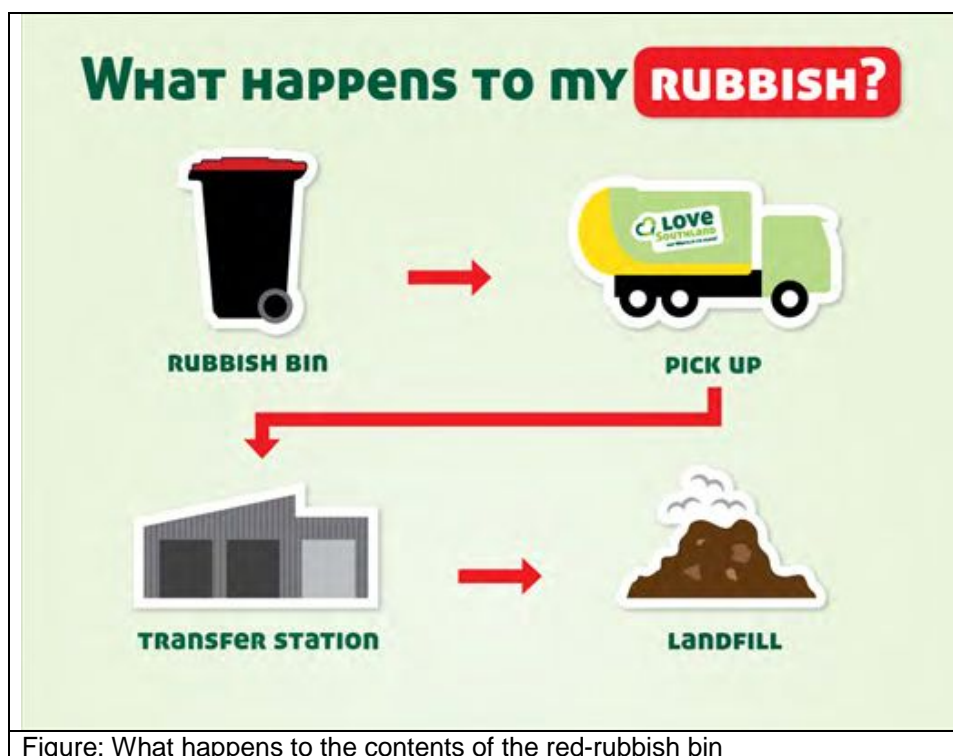 What happens to my RUBBISH?
RUBBISH BIN
LOVE
SOUTHLAND
PICK UP
TRANSFER STATION
LANDFILL
Figure: What happens to the contents of the red-rubbish bin